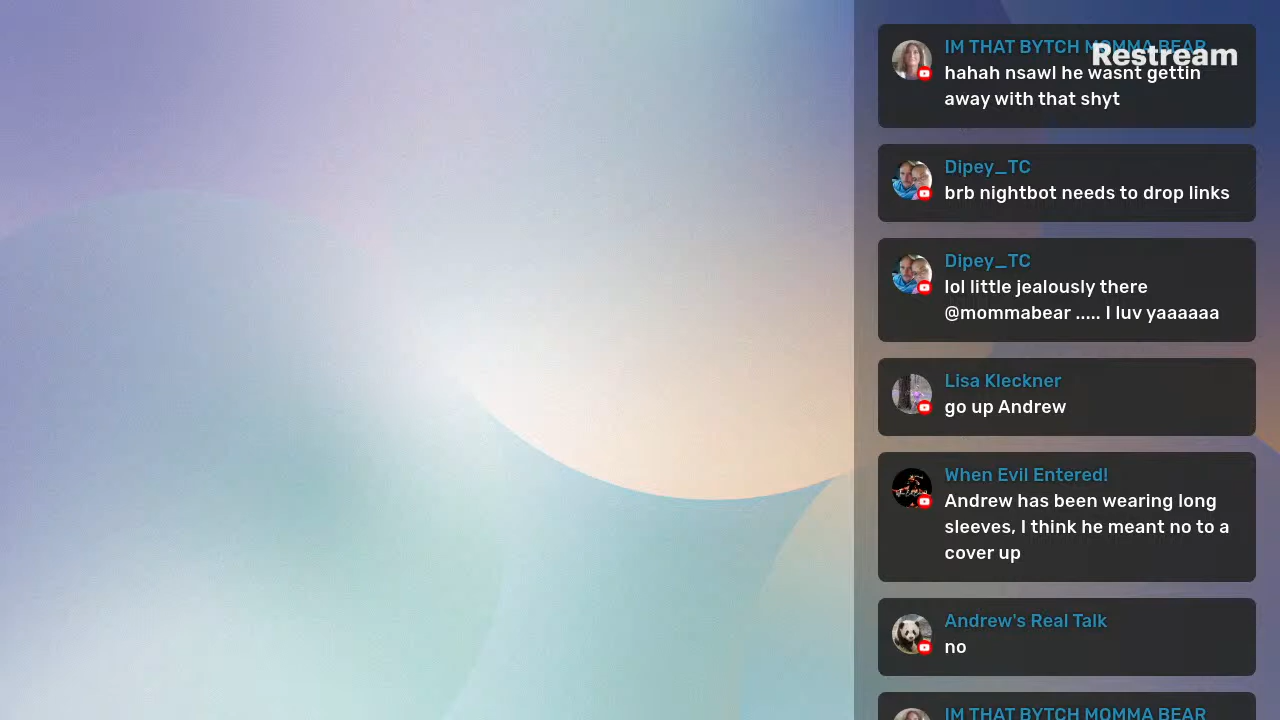 IM THAT BYTCH MOMMA BEAR
Restream
hahah nsawl he wasnt gettin
away with that shyt
Dipey_TC
brb nightbot needs to drop links
Dipey_TC
lol little jealously there
@mommabear ..... I luv yaaaaaa
Lisa Kleckner
go up Andrew
When Evil Entered!
Andrew has been wearing long
sleeves, I think he meant no to a
cover up
Andrew's Real Talk
no
IM THAT BYTCH MOMMA BEAR